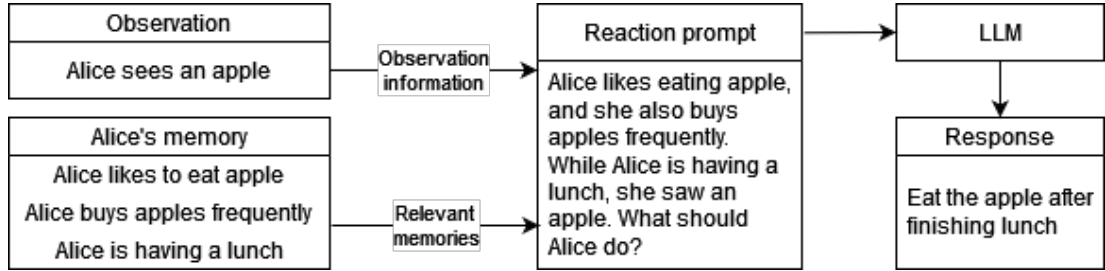 Observation
Alice sees an apple
Alice's memory
Alice likes to eat apple
Alice buys apples frequently
Alice is having a lunch
Observation
information
Relevant
memories
Reaction prompt
Alice likes eating apple,
and she also buys
apples frequently.
While Alice is having a
lunch, she saw an
apple. What should
Alice do?
LLM
Response
Eat the apple after
finishing lunch